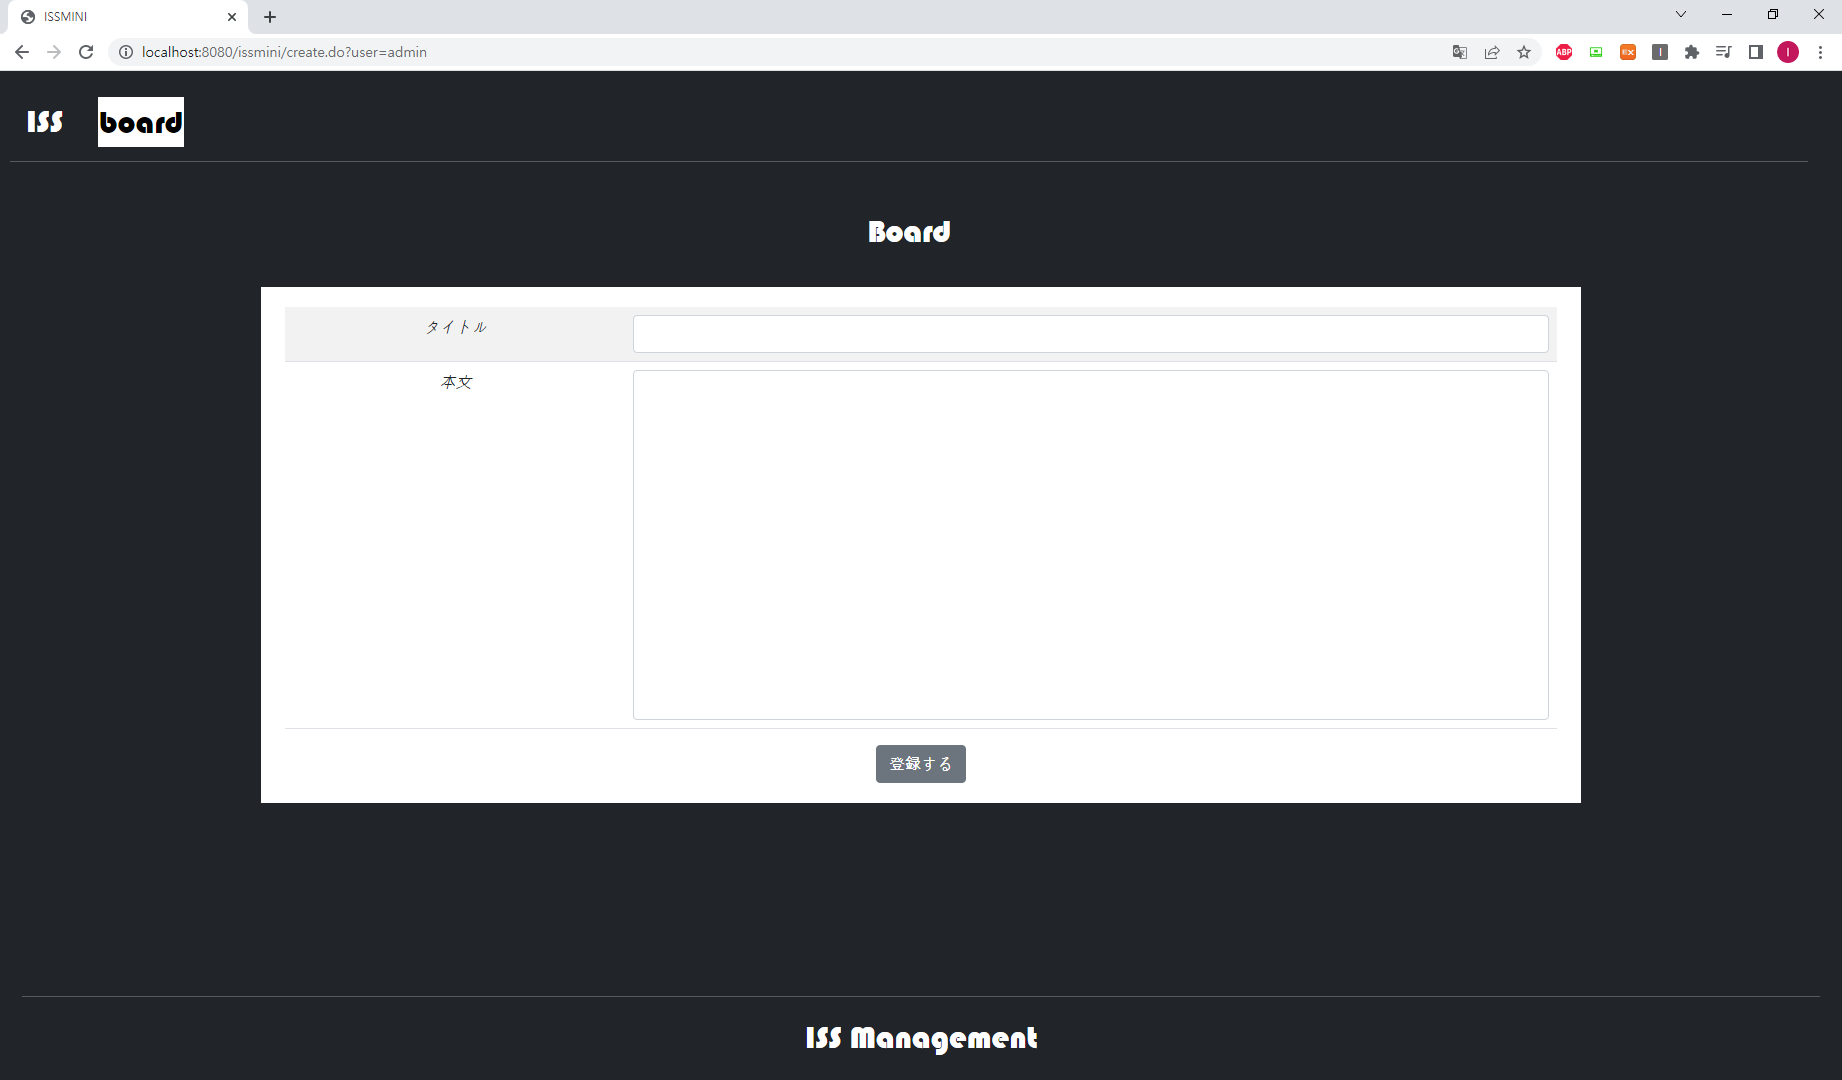 ISSMINI
localhost:8080/issmini/create.do?user=admin
ABP
I
I
ISS
board
Board
タイトル
本文
登録する
ISS Management